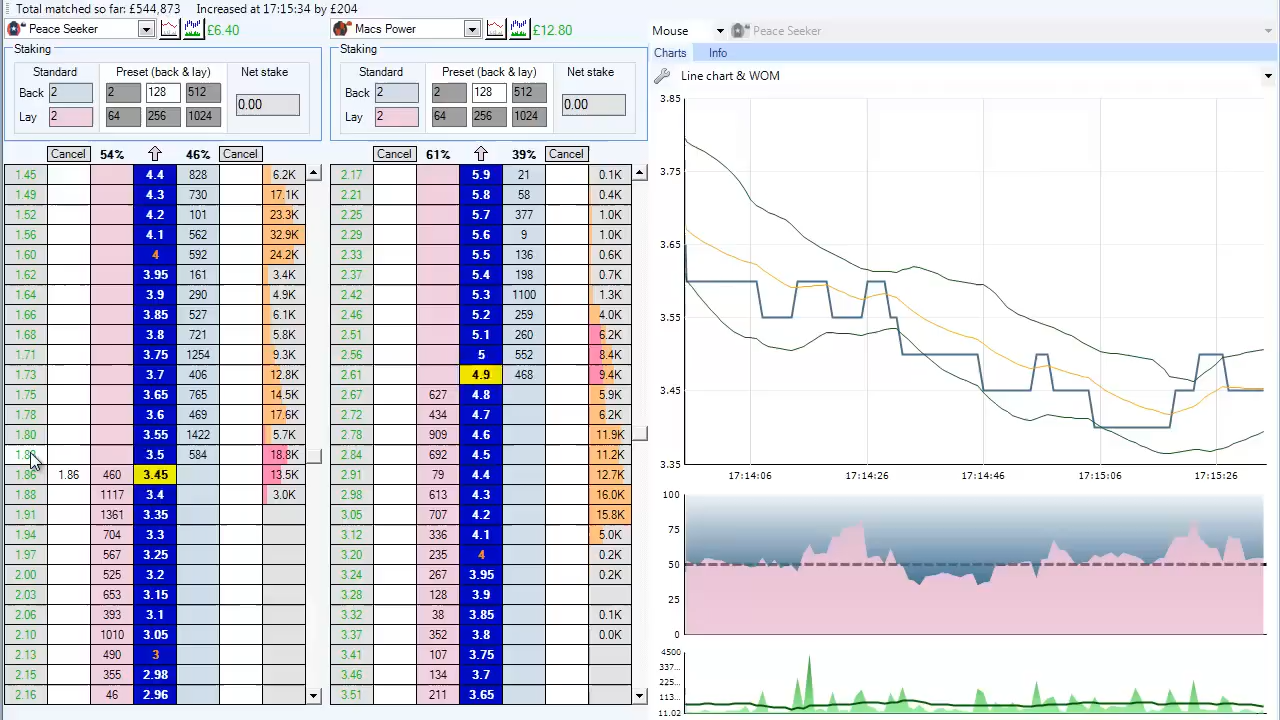 Total matched so far: £544,873 Increased at 17:15:34 by £204
Peace Seeker £6.40 Macs Power £12.80 Mouse Peace Seeker
Staking Staking Charts Info
Standard Preset (back & lay) Net stake Standard Preset (back & lay) Net stake Line chart & WOM
Back 2 2 128 512 0.00 Back 2 2 128 512 0.00
Lay 2 64 256 1024 Lay 2 64 256 1024
Cancel 54% 46% Cancel Cancel 61% 39% Cancel
1.45 4.4 828 6.2K 2.17 5.9 21 0.1K
1.49 4.3 730 17.1K 2.21 5.8 58 0.4K
1.52 4.2 101 23.3K 2.25 5.7 377 1.0K
1.56 4.1 562 32.9K 2.29 5.6 9 1.0K
1.60 4 592 24.2K 2.33 5.5 136 0.6K
1.62 3.95 161 3.4K 2.37 5.4 198 0.7K
1.64 3.9 290 4.9K 2.42 5.3 1100 1.3K
1.66 3.85 527 6.1K 2.46 5.2 259 4.0K
1.68 3.8 721 5.8K 2.51 5.1 260 6.2K
1.71 3.75 1254 9.3K 2.56 5 552 8.4K
1.73 3.7 406 12.8K 2.61 4.9 468 9.4K
1.75 3.65 765 14.5K 2.67 627 4.8 5.9K
1.78 3.6 469 17.6K 2.72 434 4.7 6.2K
1.80 3.55 1422 5.7K 2.78 909 4.6 11.9K
3.5 584 18.8K 2.84 692 4.5 11.2K
1.86 1.86 460 3.45 13.5K 2.91 79 4.4 12.7K
1.88 1117 3.4 3.0K 2.98 613 4.3 16.0K
1.91 1361 3.35 3.05 707 4.2 15.8K
1.94 704 3.3 3.12 336 4.1 5.0K
1.97 567 3.25 3.20 235 4 0.2K
2.00 525 3.2 3.24 267 3.95 0.2K
2.03 653 3.15 3.28 128 3.9
2.06 393 3.1 3.32 38 3.85 0.1K
2.10 1010 3.05 3.37 352 3.8 0.0K
2.13 490 3 3.41 107 3.75
2.15 355 2.98 3.46 134 3.7
2.16 46 2.96 3.51 211 3.65
3.85
3.75
3.65
3.55
3.45
3.35
17:14:06 17:14:26 17:14:46 17:15:06 17:15:26
100
75
50
25
0
4500
337...
225...
113...
11.02